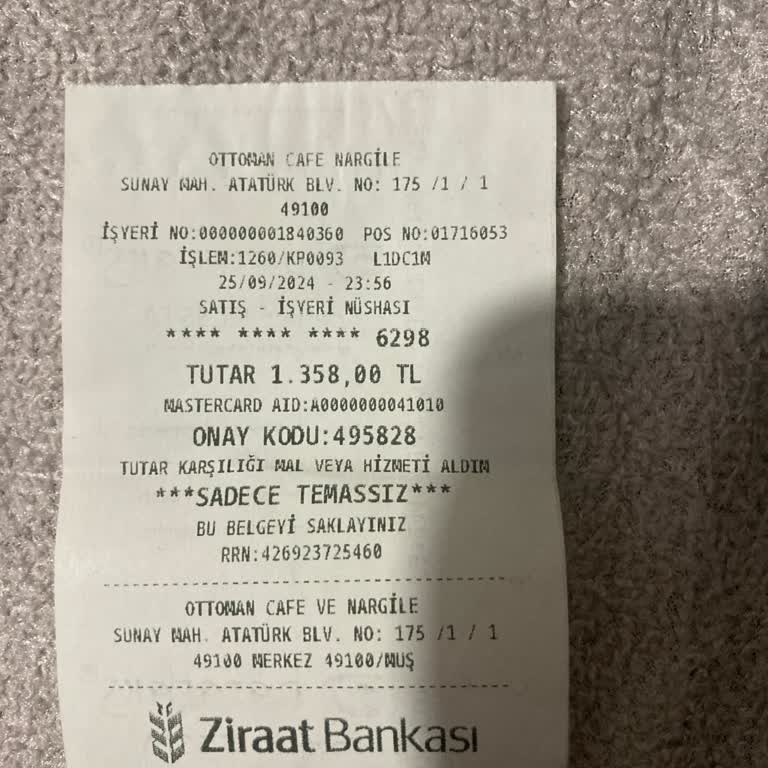 OTTOMAN CAFE NARGİLE
SUNAY MAH. ATATÜRK BLV. NO: 175 /1 / 1
49100
İŞYERİ NO:000000001840360 POS NO:01716053
İŞLEM:1260/KP0093 L1DC1M
25/09/2024 - 23:56
SATIŞ - İŞYERİ NÜSHASI
**** **** **** 6298
TUTAR 1.358,00 TL
MASTERCARD AID:A0000000041010
ONAY KODU:495828
TUTAR KARŞILIĞI MAL VEYA HİZMETİ ALDIM
***SADECE TEMASSIZ***
BU BELGEYİ SAKLAYINIZ
RRN:426923725460
OTTOMAN CAFE VE NARGİLE
SUNAY MAH. ATATÜRK BLV. NO: 175 /1 / 1
49100 MERKEZ 49100/MUŞ
Ziraat Bankası